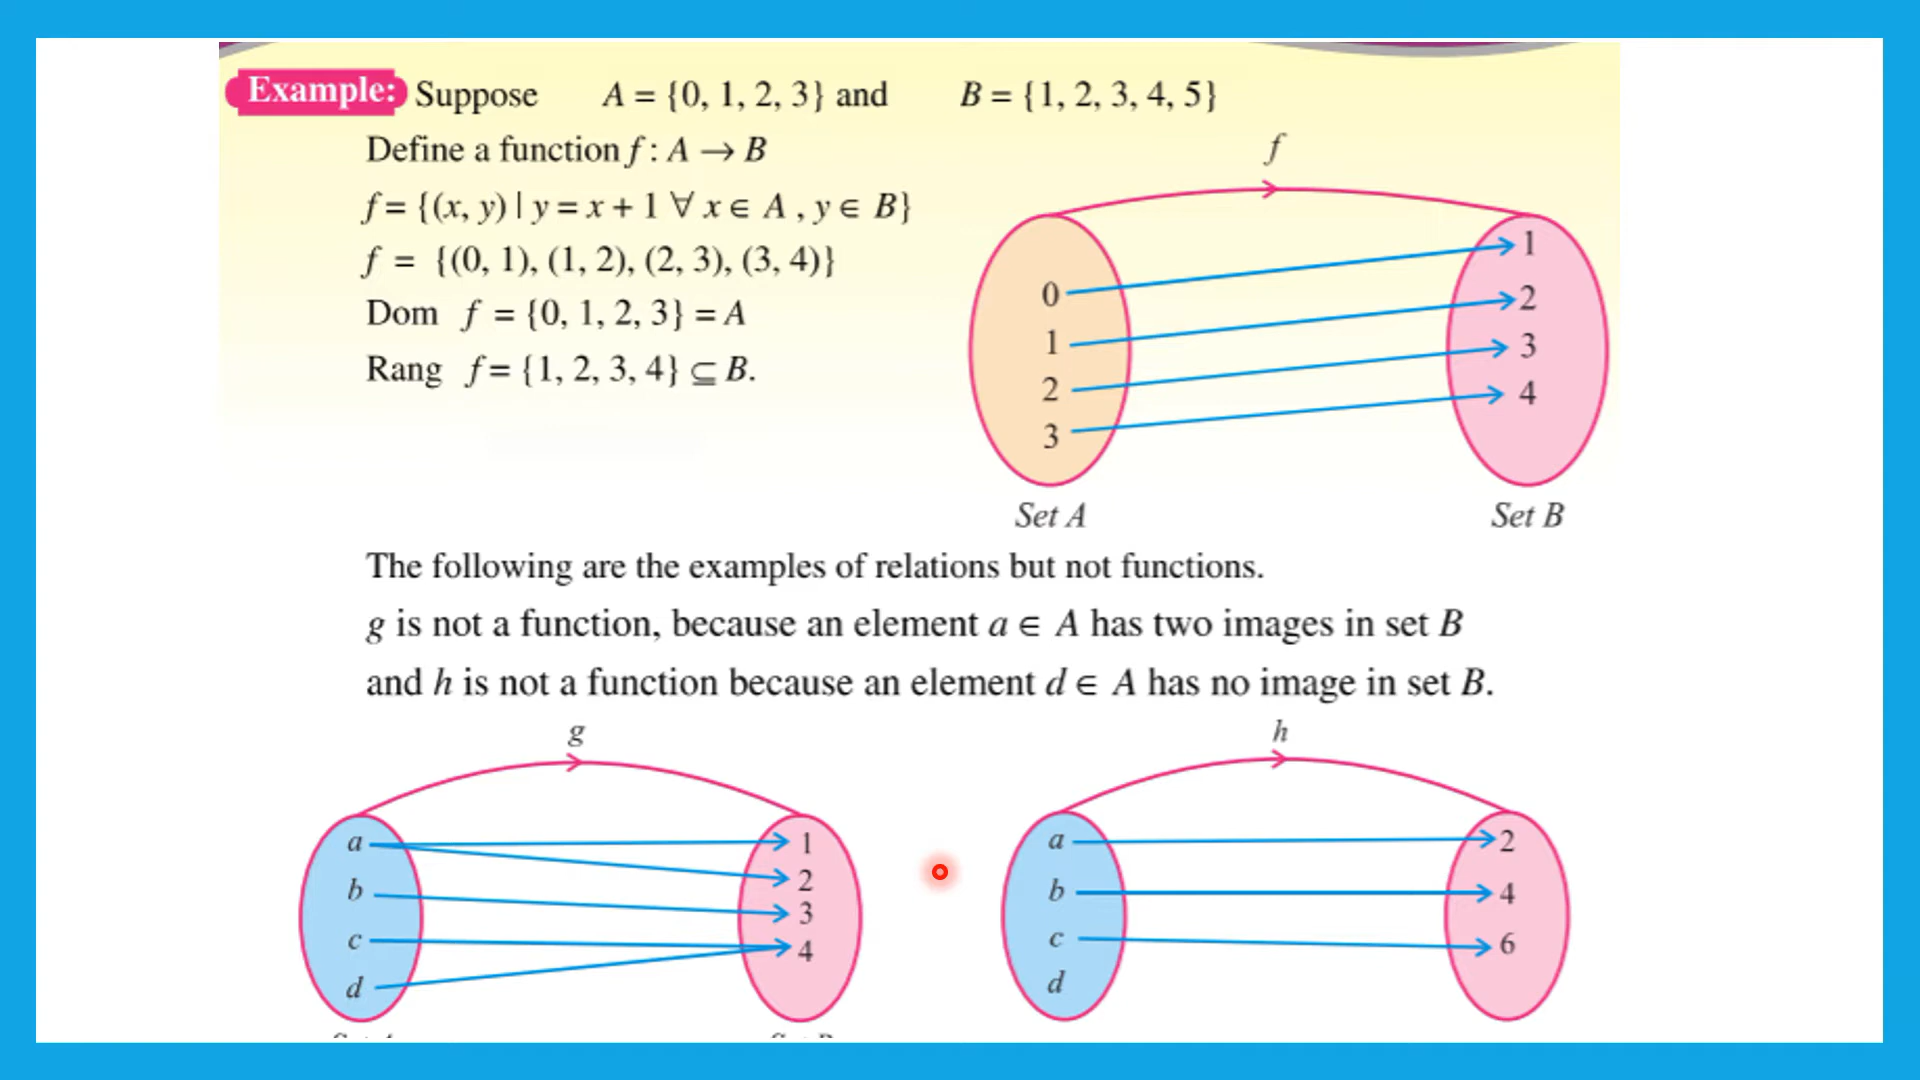 Example: Suppose A = {0, 1, 2, 3} and B = {1, 2, 3, 4, 5}
Define a function f : A → B
f = {(x, y) | y = x + 1 ∀ x ∈ A , y ∈ B}
f = {(0, 1), (1, 2), (2, 3), (3, 4)}
Dom f = {0, 1, 2, 3} = A
Rang f = {1, 2, 3, 4} ⊆ B.
f
0 1
1 2
2 3
3 4
Set A Set B
The following are the examples of relations but not functions.
g is not a function, because an element a ∈ A has two images in set B
and h is not a function because an element d ∈ A has no image in set B.
g
a 1
b 2
c 3
d 4
h
a 2
b 4
c 6
d